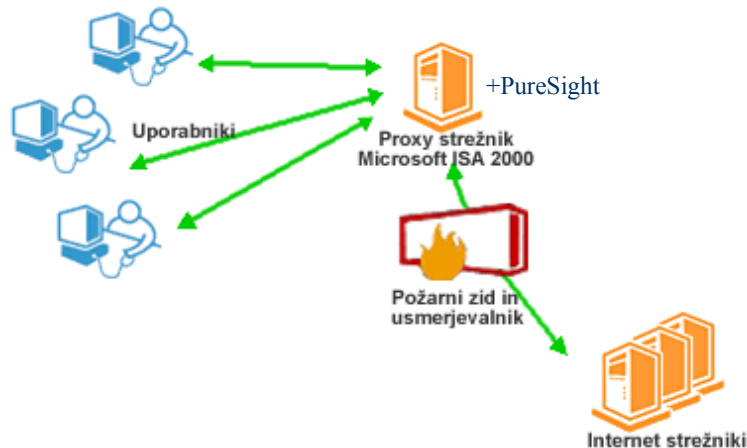 +PureSight
Uporabniki
Proxy strežnik
Microsoft ISA 2000
Požarni zid in
usmerjevalnik
Internet strežniki